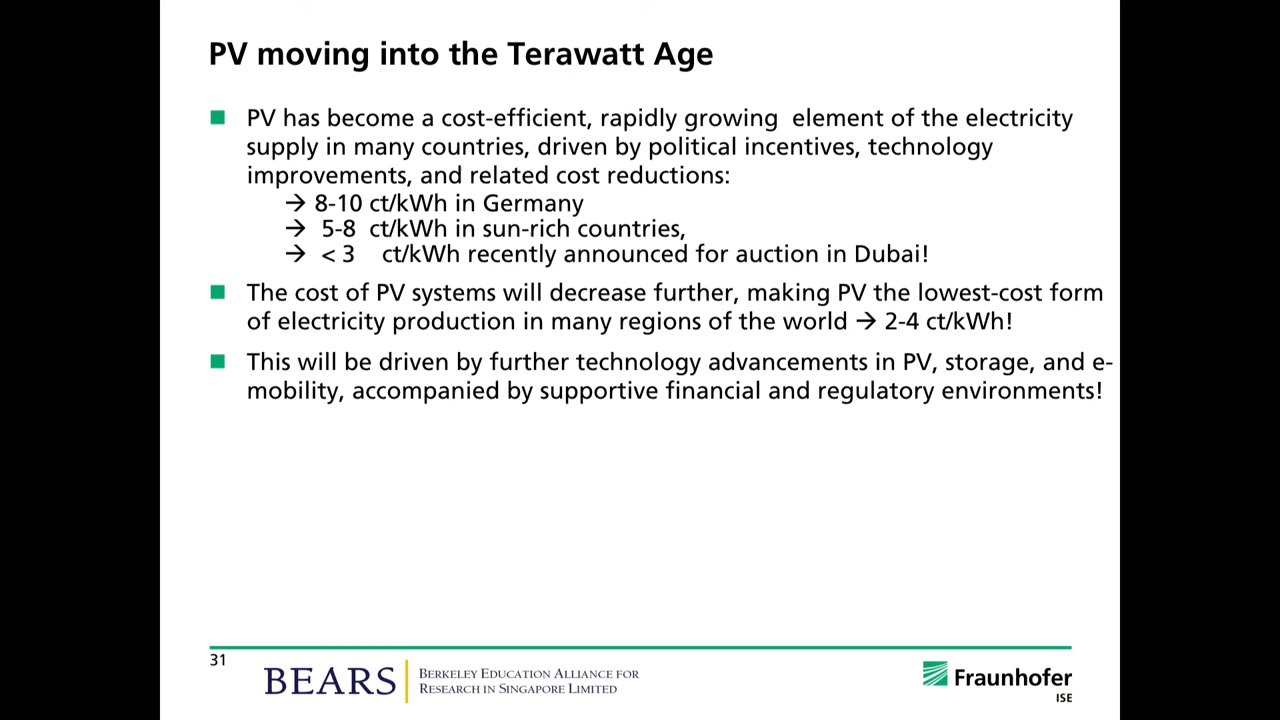 PV moving into the Terawatt Age
PV has become a cost-efficient, rapidly growing  element of the electricity
supply in many countries, driven by political incentives, technology
improvements, and related cost reductions:
→ 8-10 ct/kWh in Germany
→ 5-8 ct/kWh in sun-rich countries,
→ < 3 ct/kWh recently announced for auction in Dubai!
The cost of PV systems will decrease further, making PV the lowest-cost form
of electricity production in many regions of the world → 2-4 ct/kWh!
This will be driven by further technology advancements in PV, storage, and e-
mobility, accompanied by supportive financial and regulatory environments!
31
BEARS
BERKELEY EDUCATION ALLIANCE FOR
RESEARCH IN SINGAPORE LIMITED
Fraunhofer
ISE